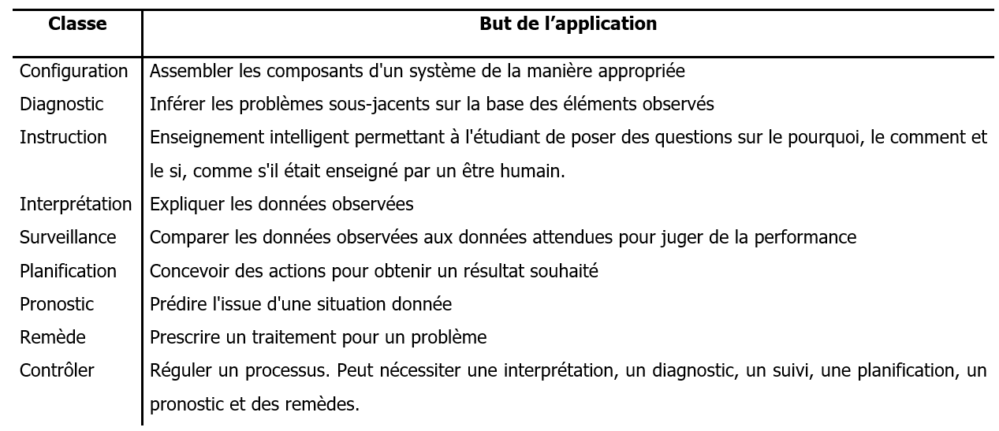 Classe But de l’application
Configuration Assembler les composants d'un système de la manière appropriée
Diagnostic Inférer les problèmes sous-jacents sur la base des éléments observés
Instruction Enseignement intelligent permettant à l'étudiant de poser des questions sur le pourquoi, le comment et
le si, comme s'il était enseigné par un être humain.
Interprétation Expliquer les données observées
Surveillance Comparer les données observées aux données attendues pour juger de la performance
Planification Concevoir des actions pour obtenir un résultat souhaité
Pronostic Prédire l'issue d'une situation donnée
Remède Prescrire un traitement pour un problème
Contrôler Réguler un processus. Peut nécessiter une interprétation, un diagnostic, un suivi, une planification, un
pronostic et des remèdes.